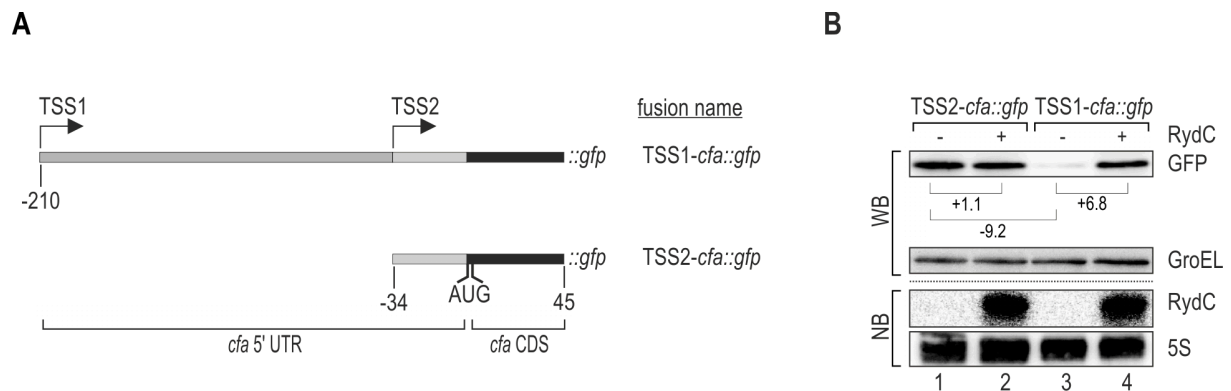 A
TSS1
TSS2
fusion name
::gfp
TSS1-cfa::gfp
-210
::gfp
TSS2-cfa::gfp
-34
AUG
45
cfa 5' UTR
cfa CDS
B
TSS2-cfa::gfp TSS1-cfa::gfp
- + - + RydC
WB
GFP
+1.1 +6.8
-9.2
GroEL
NB
RydC
5S
1 2 3 4